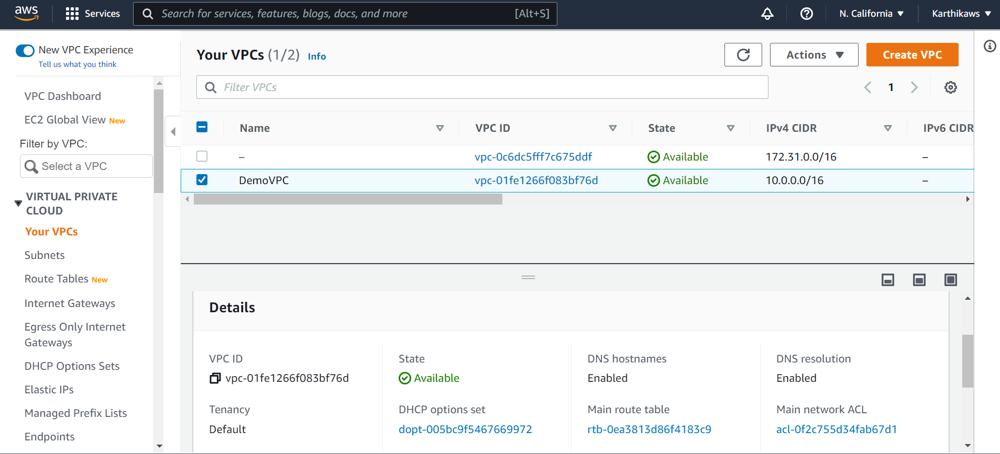 aws
Services
Search for services, features, blogs, docs, and more
[Alt+S]
N. California
Karthikaws
New VPC Experience
Tell us what you think
VPC Dashboard
EC2 Global View New
Filter by VPC:
Select a VPC
VIRTUAL PRIVATE
CLOUD
Your VPCs
Subnets
Route Tables New
Internet Gateways
Egress Only Internet
Gateways
DHCP Options Sets
Elastic IPs
Managed Prefix Lists
Endpoints
Your VPCs (1/2) Info
Actions
Create VPC
Filter VPCs
1
Name VPC ID State IPv4 CIDR IPv6 CIDR
– vpc-0c6dc5fff7c675ddf Available 172.31.0.0/16 –
DemoVPC vpc-01fe1266f083bf76d Available 10.0.0.0/16 –
Details
VPC ID State DNS hostnames DNS resolution
vpc-01fe1266f083bf76d Available Enabled Enabled
Tenancy DHCP options set Main route table Main network ACL
Default dopt-005bc9f5467669972 rtb-0ea3813d86f4183c9 acl-0f2c755d34fab67d1